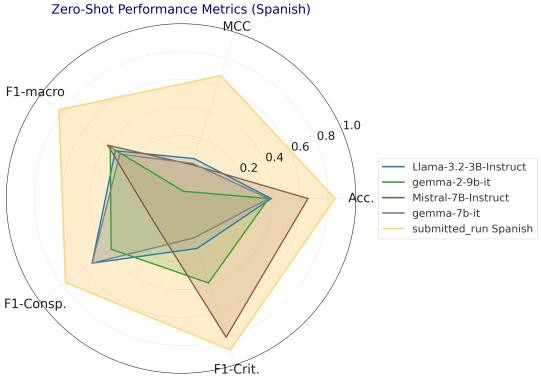 Zero-Shot Performance Metrics (Spanish)
MCC
F1-macro
1.0
0.8
0.6
0.4
0.2
Acc.
Llama-3.2-3B-Instruct
gemma-2-9b-it
Mistral-7B-Instruct
gemma-7b-it
submitted_run Spanish
F1-Consp.
F1-Crit.